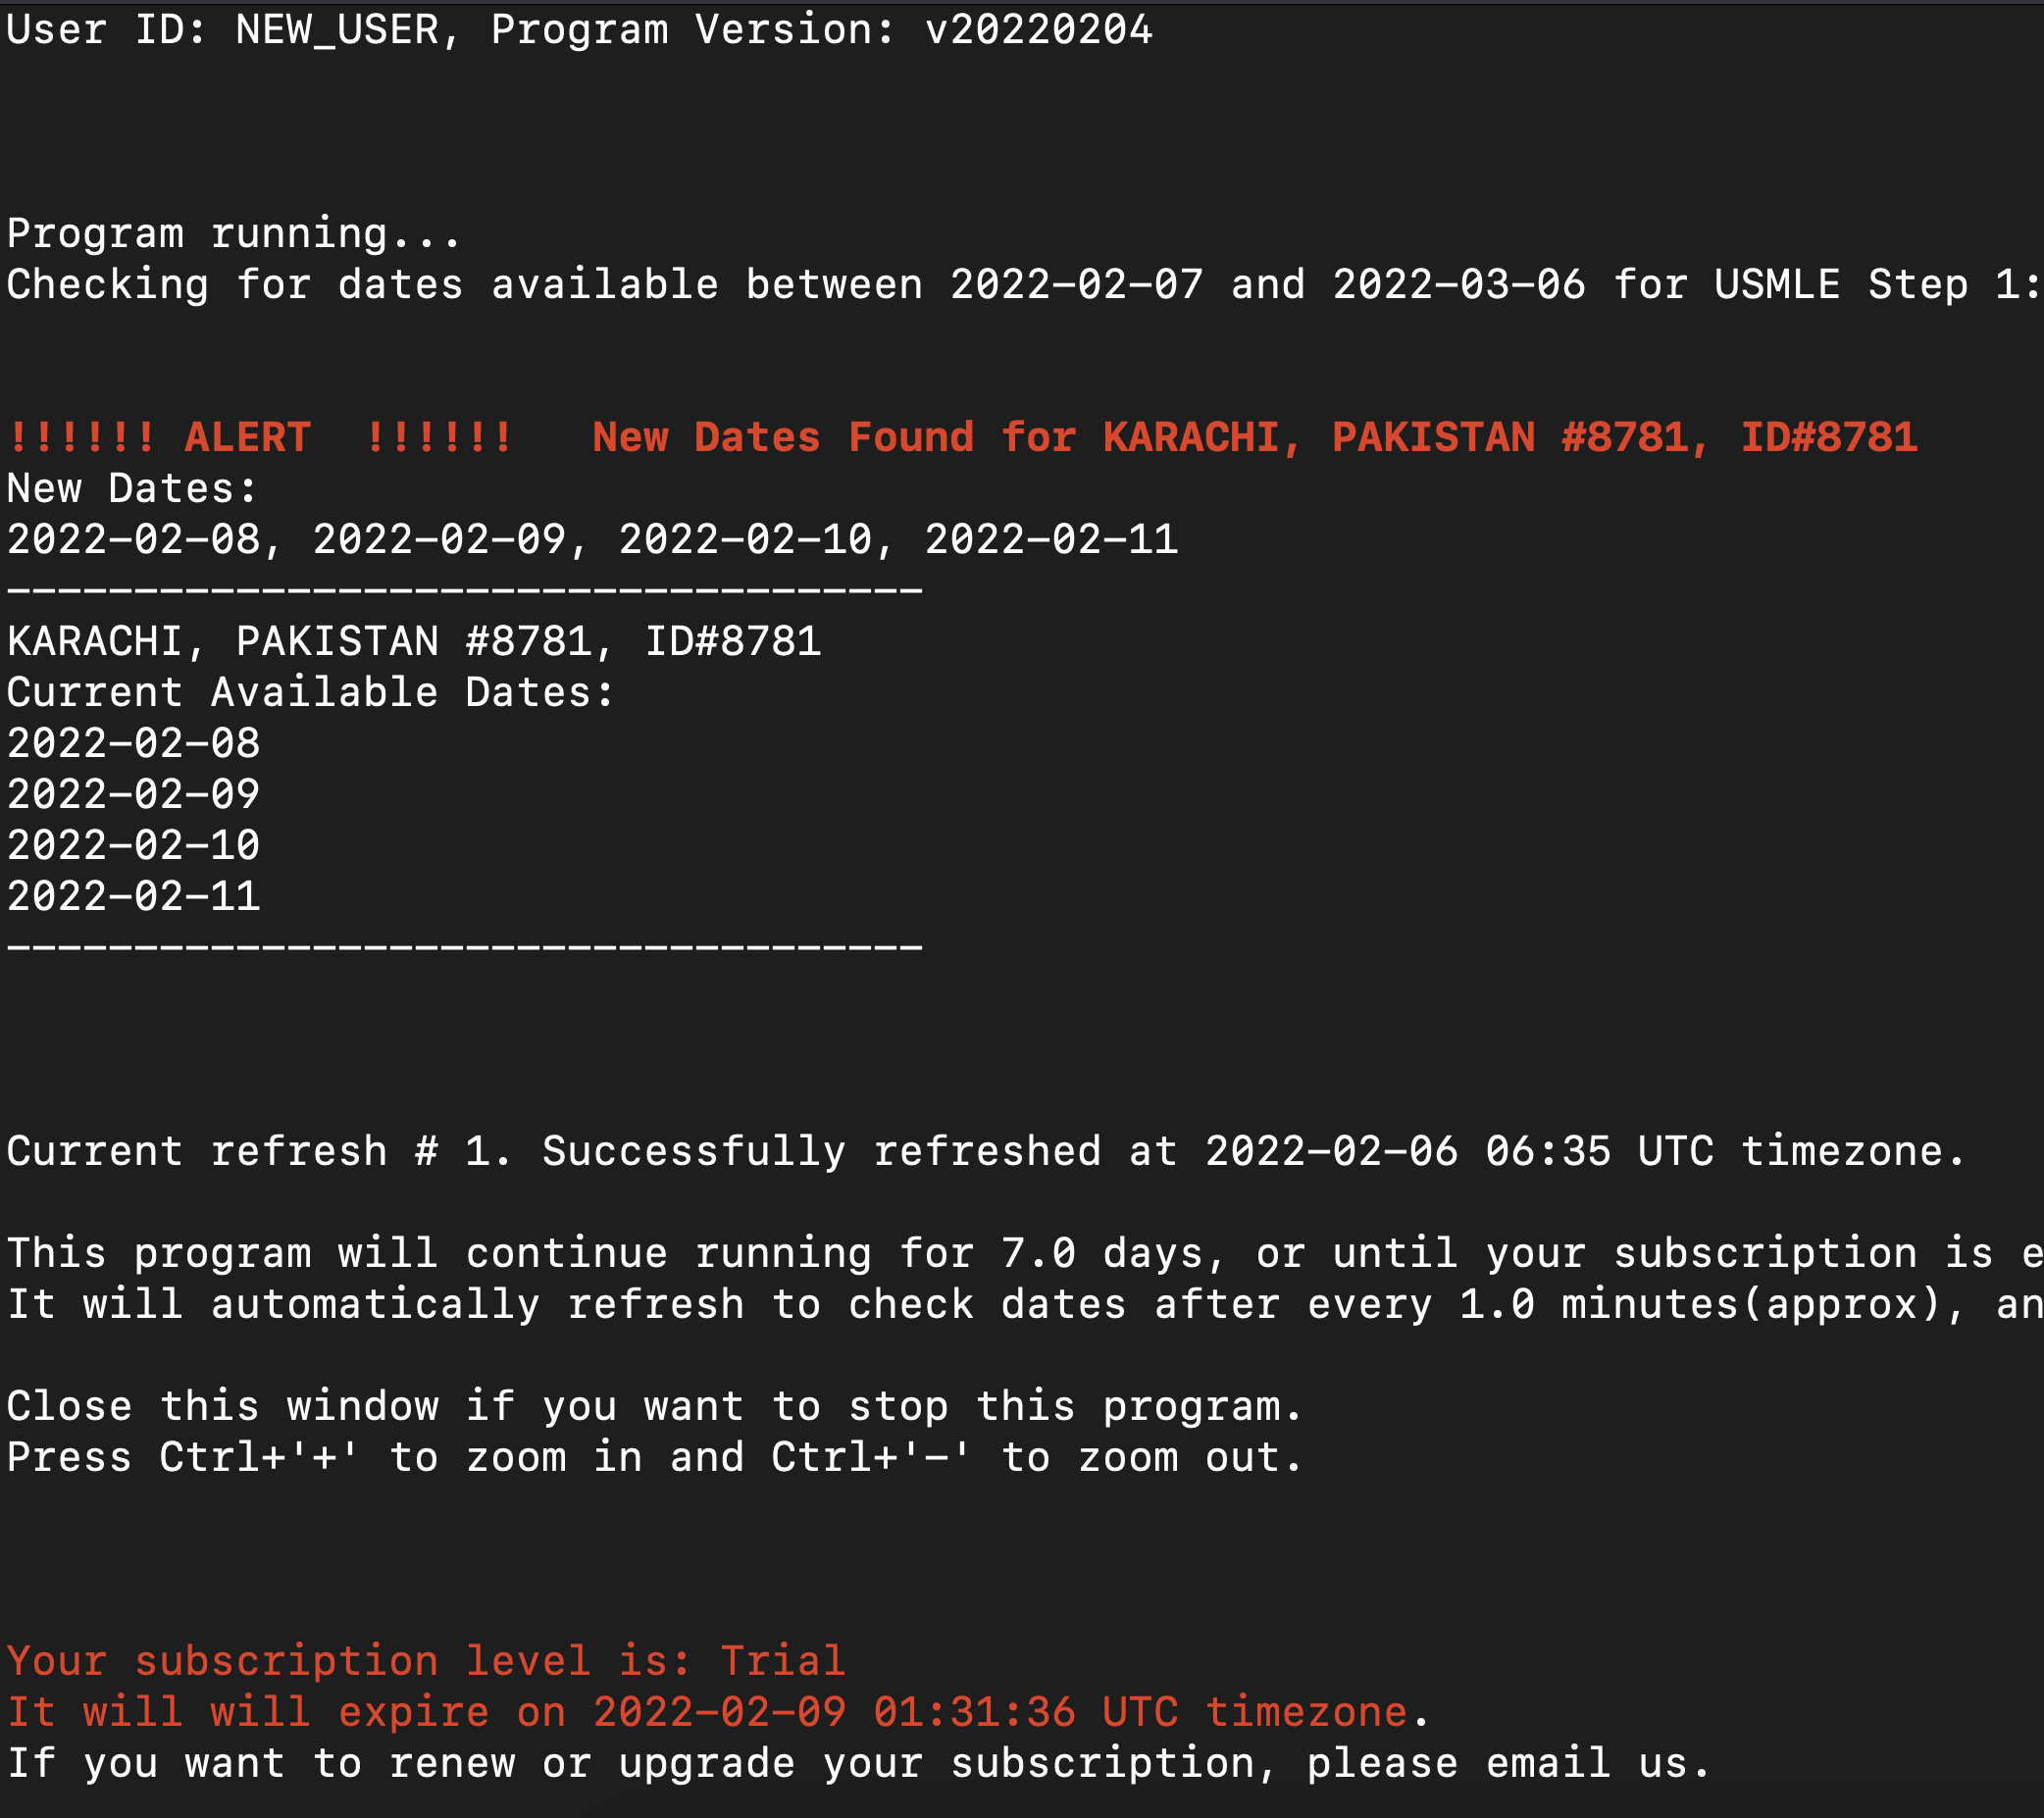 User ID: NEW_USER, Program Version: v20220204
Program running...
Checking for dates available between 2022-02-07 and 2022-03-06 for USMLE Step 1:
!!!!!! ALERT  !!!!!!   New Dates Found for KARACHI, PAKISTAN #8781, ID#8781
New Dates:
2022-02-08, 2022-02-09, 2022-02-10, 2022-02-11
------------------------------------
KARACHI, PAKISTAN #8781, ID#8781
Current Available Dates:
2022-02-08
2022-02-09
2022-02-10
2022-02-11
------------------------------------
Current refresh # 1. Successfully refreshed at 2022-02-06 06:35 UTC timezone.
This program will continue running for 7.0 days, or until your subscription is e
It will automatically refresh to check dates after every 1.0 minutes(approx), an
Close this window if you want to stop this program.
Press Ctrl+'+' to zoom in and Ctrl+'-' to zoom out.
Your subscription level is: Trial
It will will expire on 2022-02-09 01:31:36 UTC timezone.
If you want to renew or upgrade your subscription, please email us.